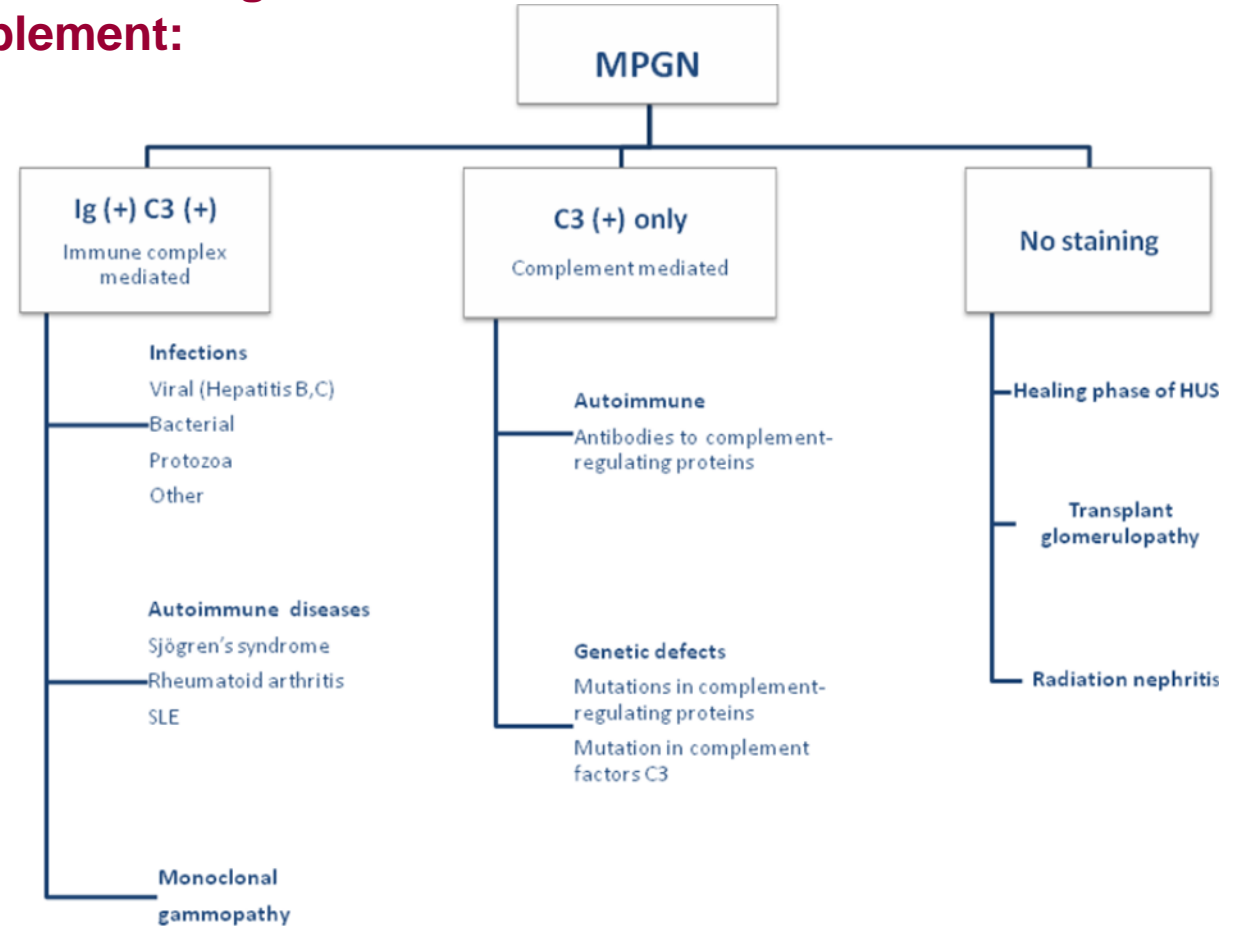 plement:
MPGN
Ig (+) C3 (+)
Immune complex
mediated
Infections
Viral (Hepatitis B,C)
Bacterial
Protozoa
Other
Autoimmune diseases
Sjögren's syndrome
Rheumatoid arthritis
SLE
Monoclonal
gammopathy
C3 (+) only
Complement mediated
Autoimmune
Antibodies to complement-
regulating proteins
Genetic defects
Mutations in complement-
regulating proteins
Mutation in complement
factors C3
No staining
Healing phase of HUS
Transplant
glomerulopathy
Radiation nephritis